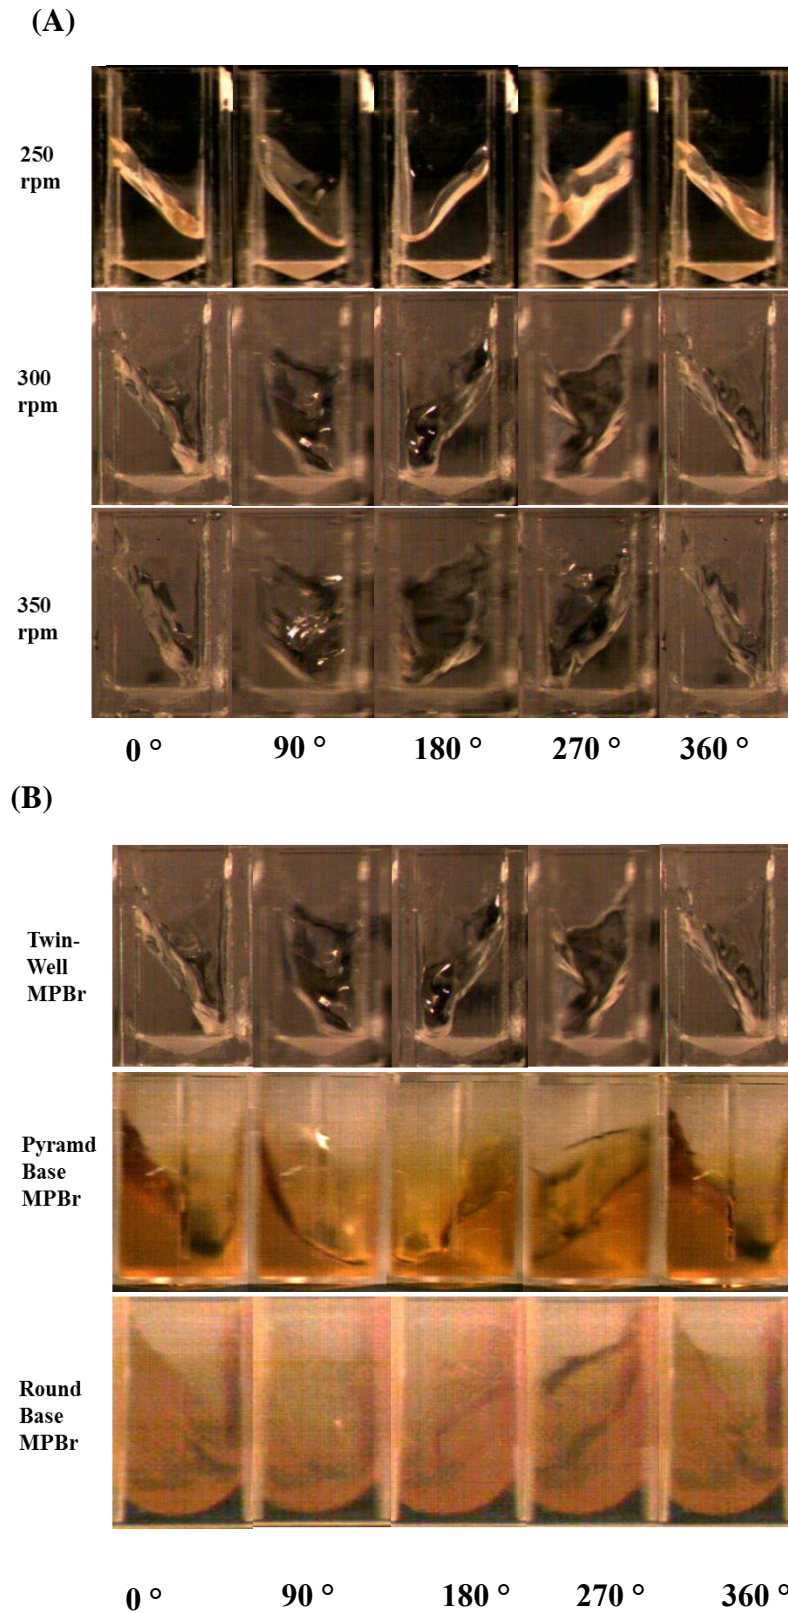 (A)
250
rpm
300
rpm
350
rpm
0 °
90 °
180 °
270 °
360 °
(B)
Twin-
Well
MPBr
Pyramd
Base
MPBr
Round
Base
MPBr
0 °
90 °
180 °
270 °
360 °